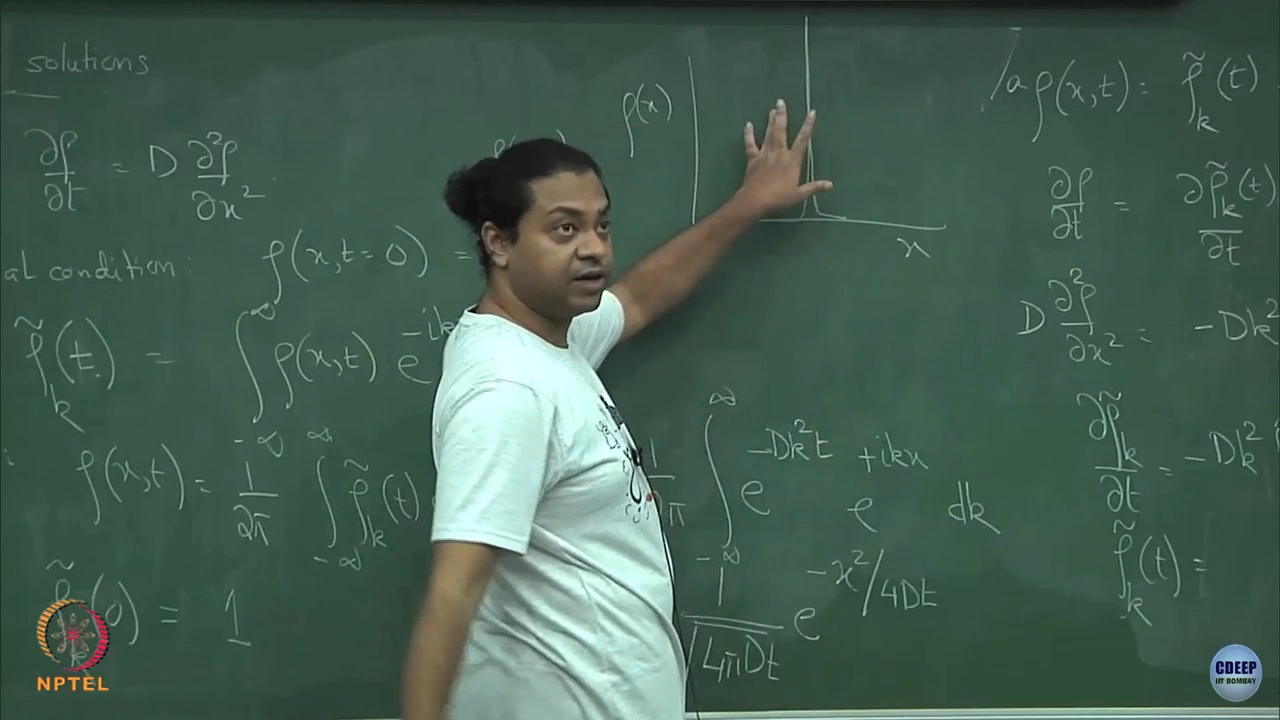 solutions
∂ρ/∂t = D ∂²ρ/∂x²
al condition: ρ(x,t=0) =
ρ̃_k(t) = ∫_{-∞}^{∞} ρ(x,t) e^{-ik
ρ(x,t) = 1/2π ∫_{-∞}^{∞} ρ̃_k(t)
ρ̃_k(0) = 1
ρ(x)
x
∫_{-∞}^{∞} e^{-Dk²t} e^{+ikx} dk
1/√4πDt e^{-x²/4Dt}
ρ(x,t) = ρ̃_k(t)
∂ρ/∂t = ∂ρ̃_k(t)/∂t
D ∂²ρ/∂x² = -Dk²
∂ρ̃_k/∂t = -Dk²
ρ̃_k(t) =
NPTEL
CDEEP
IIT BOMBAY